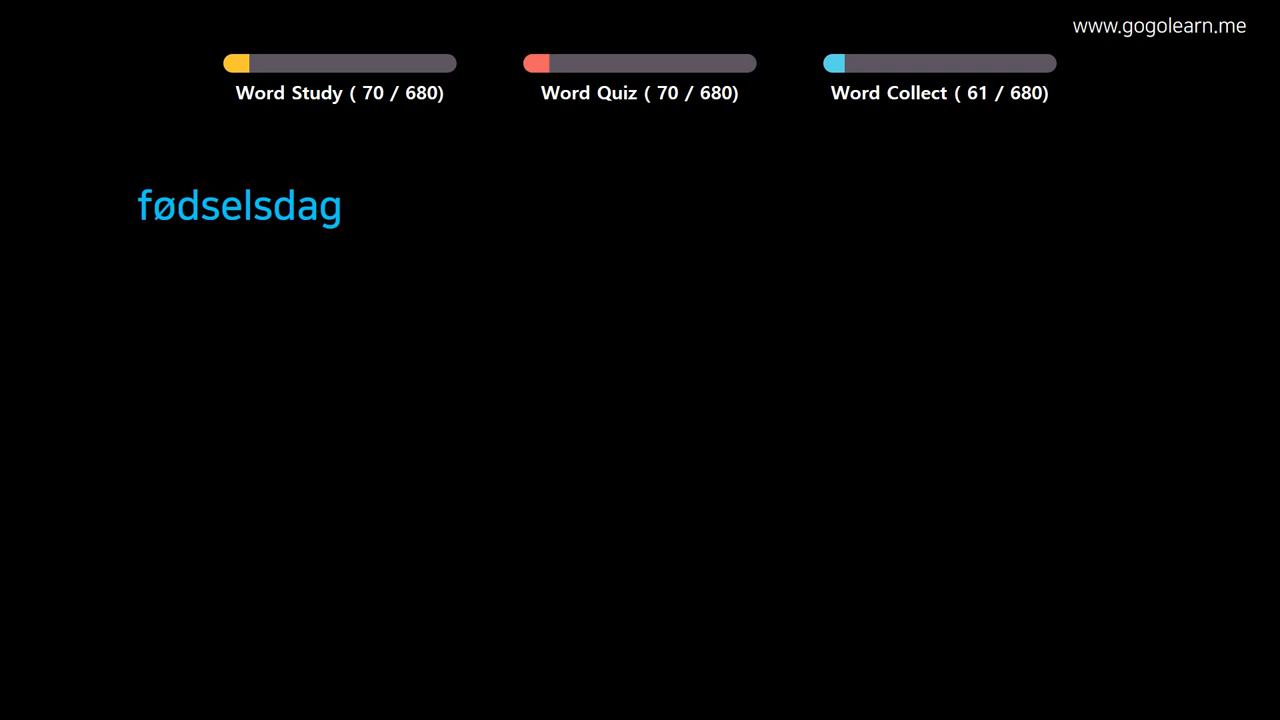 www.gogolearn.me
Word Study ( 70 / 680)
Word Quiz ( 70 / 680)
Word Collect ( 61 / 680)
fødselsdag